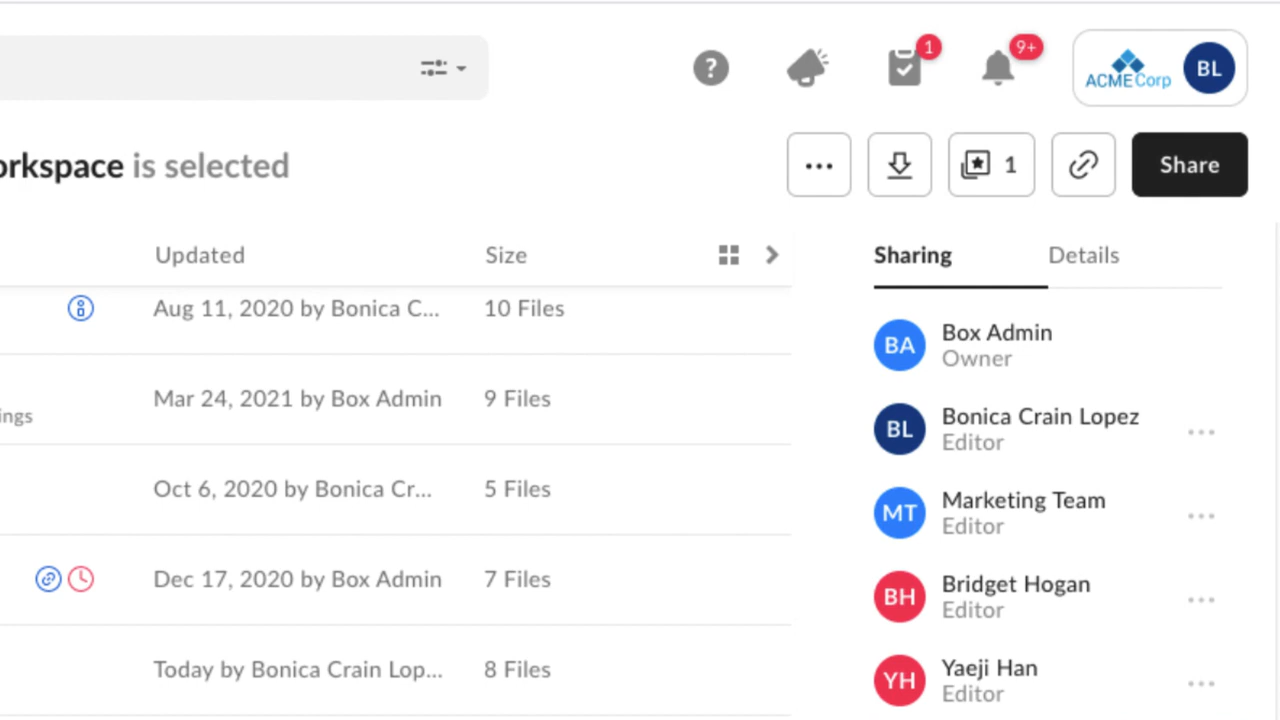 ?
1
9+
ACME Corp
BL
orkspace is selected
1
Share
Updated
Size
Sharing
Details
Aug 11, 2020 by Bonica C...
10 Files
Mar 24, 2021 by Box Admin
9 Files
ings
Oct 6, 2020 by Bonica Cr...
5 Files
Dec 17, 2020 by Box Admin
7 Files
Today by Bonica Crain Lop...
8 Files
BA
Box Admin
Owner
BL
Bonica Crain Lopez
Editor
MT
Marketing Team
Editor
BH
Bridget Hogan
Editor
YH
Yaeji Han
Editor